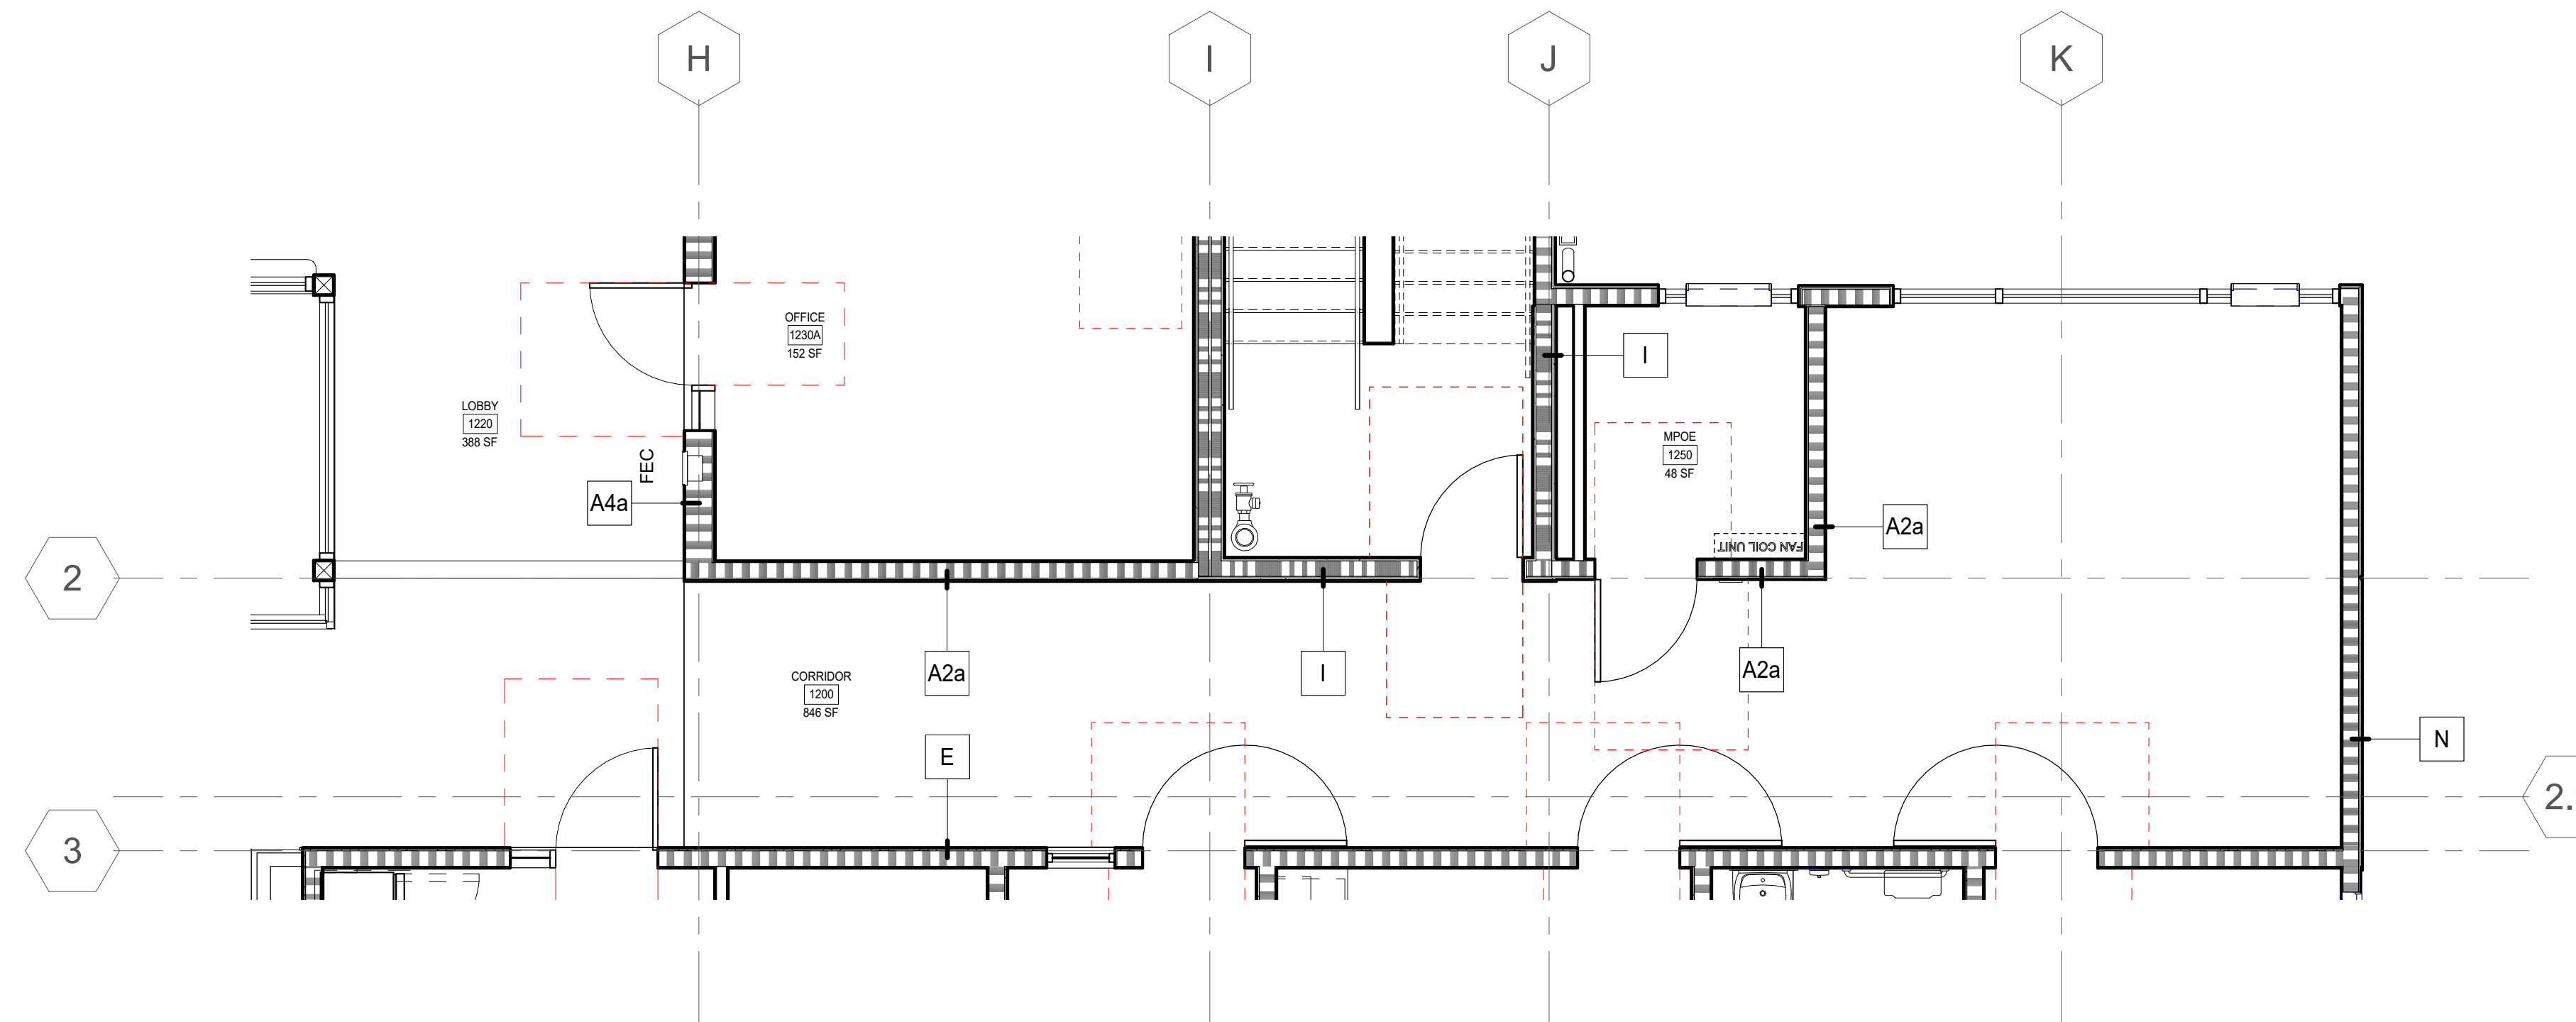 H
I
J
K
OFFICE
1230A
152 SF
I
LOBBY
1220
388 SF
MPOE
1250
48 SF
FEC
A4a
A2a
FAN COIL UNIT
2
A2a
I
A2a
CORRIDOR
1200
846 SF
E
N
2.
3